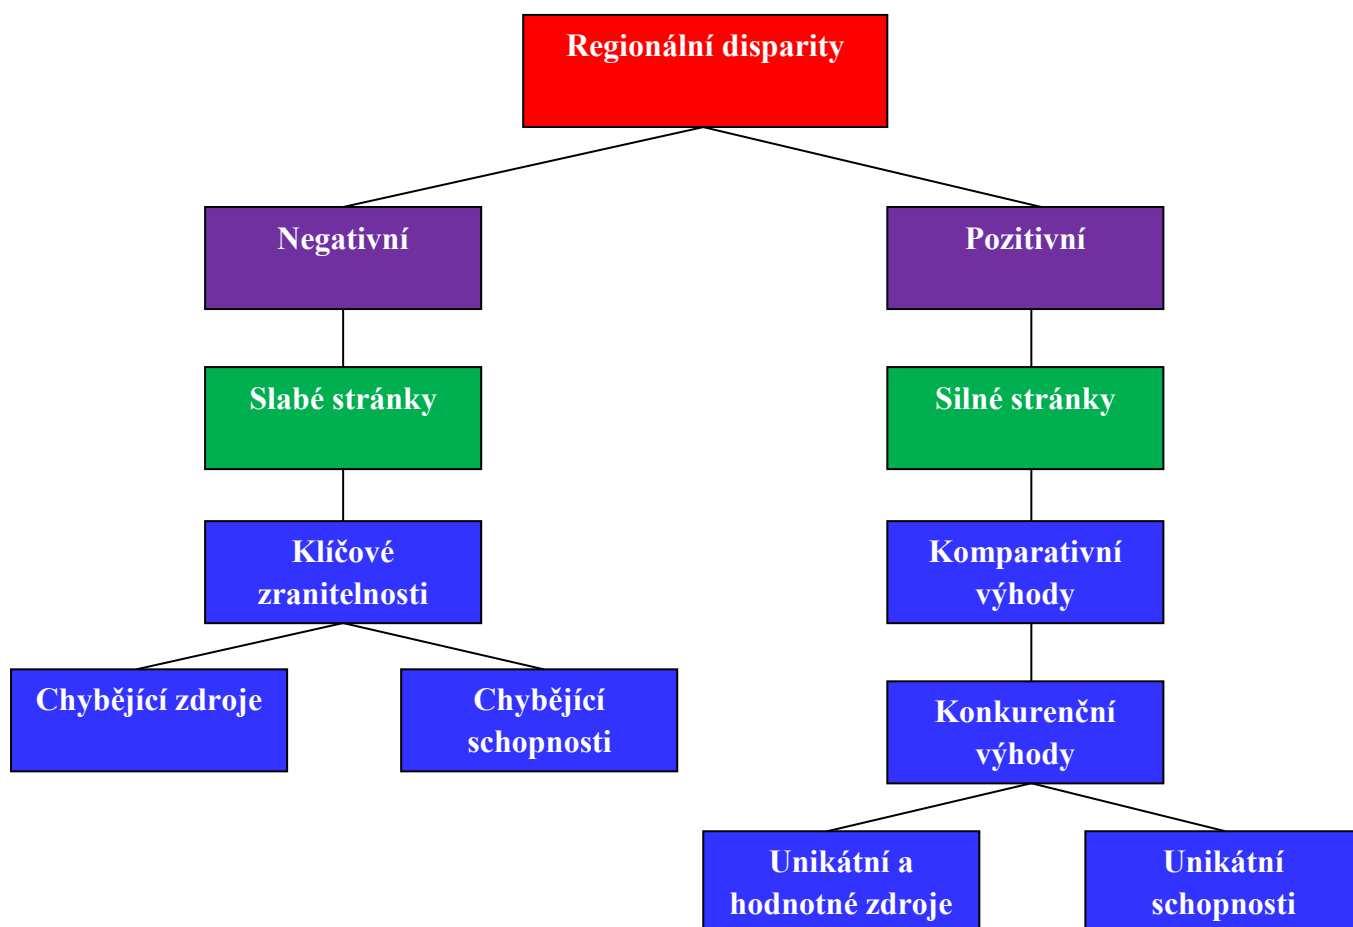 Regionální disparity
Negativní
Pozitivní
Slabé stránky
Silné stránky
Klíčové
zranitelnosti
Komparativní
výhody
Chybějící zdroje
Chybějící
schopnosti
Konkurenční
výhody
Unikátní a
hodnotné zdroje
Unikátní
schopnosti